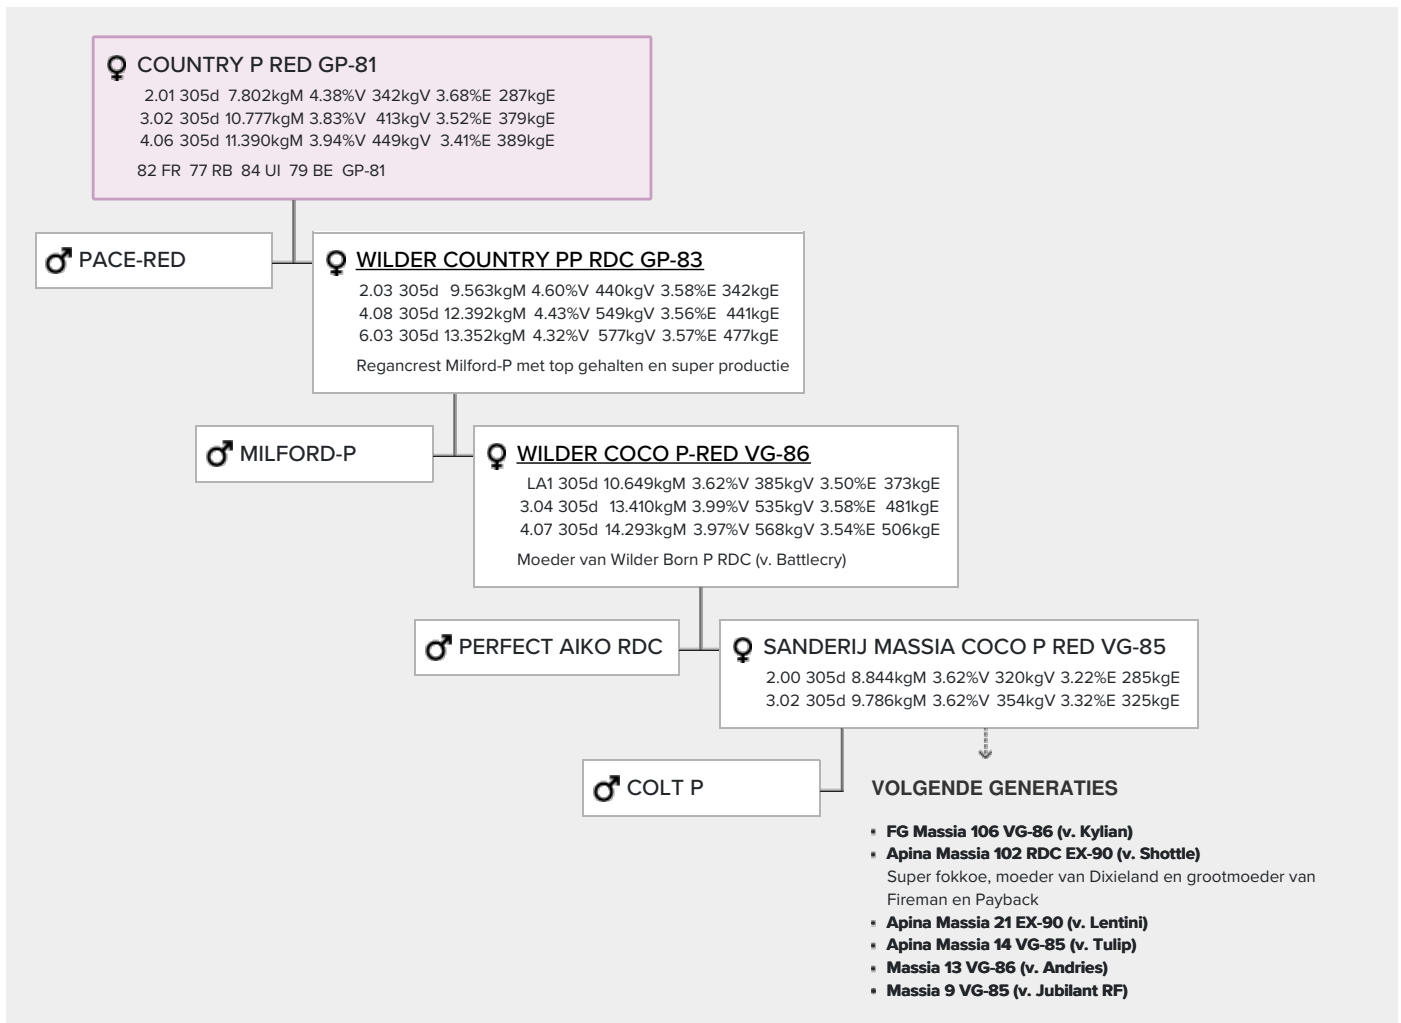 COUNTRY P RED GP-81
2.01 305d 7.802kgM 4.38%V 342kgV 3.68%E 287kgE
3.02 305d 10.777kgM 3.83%V 413kgV 3.52%E 379kgE
4.06 305d 11.390kgM 3.94%V 449kgV 3.41%E 389kgE
82 FR 77 RB 84 UI 79 BE GP-81
PACE-RED
WILDER COUNTRY PP RDC GP-83
2.03 305d 9.563kgM 4.60%V 440kgV 3.58%E 342kgE
4.08 305d 12.392kgM 4.43%V 549kgV 3.56%E 441kgE
6.03 305d 13.352kgM 4.32%V 577kgV 3.57%E 477kgE
Regancrest Milford-P met top gehalten en super productie
MILFORD-P
WILDER COCO P-RED VG-86
LA1 305d 10.649kgM 3.62%V 385kgV 3.50%E 373kgE
3.04 305d 13.410kgM 3.99%V 535kgV 3.58%E 481kgE
4.07 305d 14.293kgM 3.97%V 568kgV 3.54%E 506kgE
Moeder van Wilder Born P RDC (v. Battlecry)
PERFECT AIKO RDC
SANDERIJ MASSIA COCO P RED VG-85
2.00 305d 8.844kgM 3.62%V 320kgV 3.22%E 285kgE
3.02 305d 9.786kgM 3.62%V 354kgV 3.32%E 325kgE
COLT P
VOLGENDE GENERATIES
FG Massia 106 VG-86 (v. Kylian)
Apina Massia 102 RDC EX-90 (v. Shottle)
Super fokkoe, moeder van Dixieland en grootmoeder van
Fireman en Payback
Apina Massia 21 EX-90 (v. Lentini)
Apina Massia 14 VG-85 (v. Tulip)
Massia 13 VG-86 (v. Andries)
Massia 9 VG-85 (v. Jubilant RF)